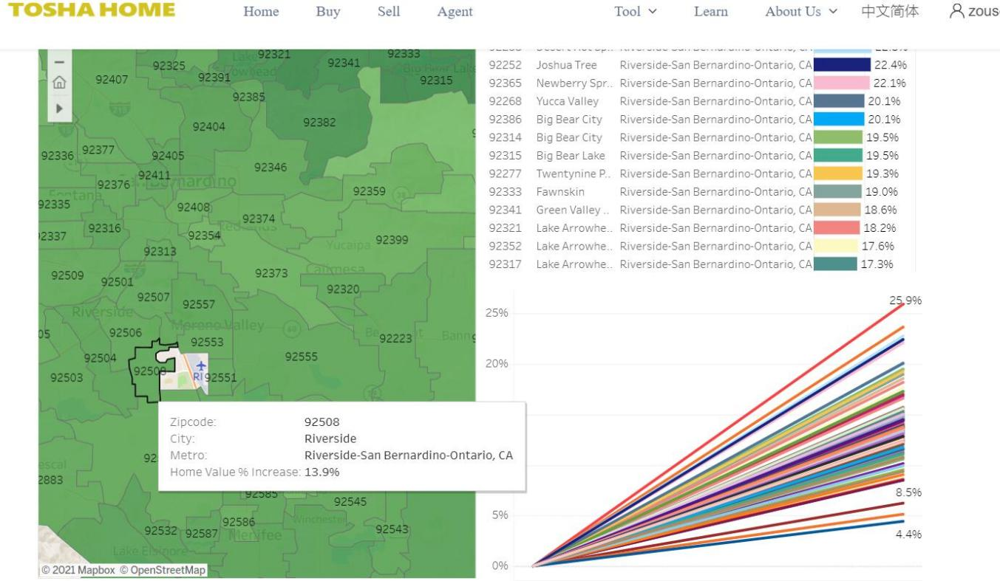 TOSHA HOME
Home Buy Sell Agent Tool Learn About Us 中文简体 zous
92252 Joshua Tree Riverside-San Bernardino-Ontario, CA 22.4%
92365 Newberry Spr.. Riverside-San Bernardino-Ontario, CA 22.1%
92268 Yucca Valley Riverside-San Bernardino-Ontario, CA 20.1%
92386 Big Bear City Riverside-San Bernardino-Ontario, CA 20.1%
92314 Big Bear City Riverside-San Bernardino-Ontario, CA 19.5%
92315 Big Bear Lake Riverside-San Bernardino-Ontario, CA 19.5%
92277 Twentynine P.. Riverside-San Bernardino-Ontario, CA 19.3%
92333 Fawnskin Riverside-San Bernardino-Ontario, CA 19.0%
92341 Green Valley .. Riverside-San Bernardino-Ontario, CA 18.6%
92321 Lake Arrowhe.. Riverside-San Bernardino-Ontario, CA 18.2%
92352 Lake Arrowhe.. Riverside-San Bernardino-Ontario, CA 17.6%
92317 Lake Arrowhe.. Riverside-San Bernardino-Ontario, CA 17.3%
92321 92333
92325 92341
92407 92391 92315
92385
92382
92404
92377
92336 92405
92346
92411
92376 San Bernardino
92359
Fontana
92335
92408
92374
92316 Redlands
92337 92354 92399
Yucaipa
92313
Calimesa
92509 92501 92373
92320
92507 92557
Riverside
Moreno Valley
92506 92553 92223
92504 92555
92508
92503 92551
Zipcode: 92508
City: Riverside
Metro: Riverside-San Bernardino-Ontario, CA
Home Value % Increase: 13.9%
2883
92585
92545
92586 Winchester
92532 92587 92543
Menifee
Lake Elsinore
© 2021 Mapbox © OpenStreetMap
25.9%
25%
20%
8.5%
5%
4.4%
0%